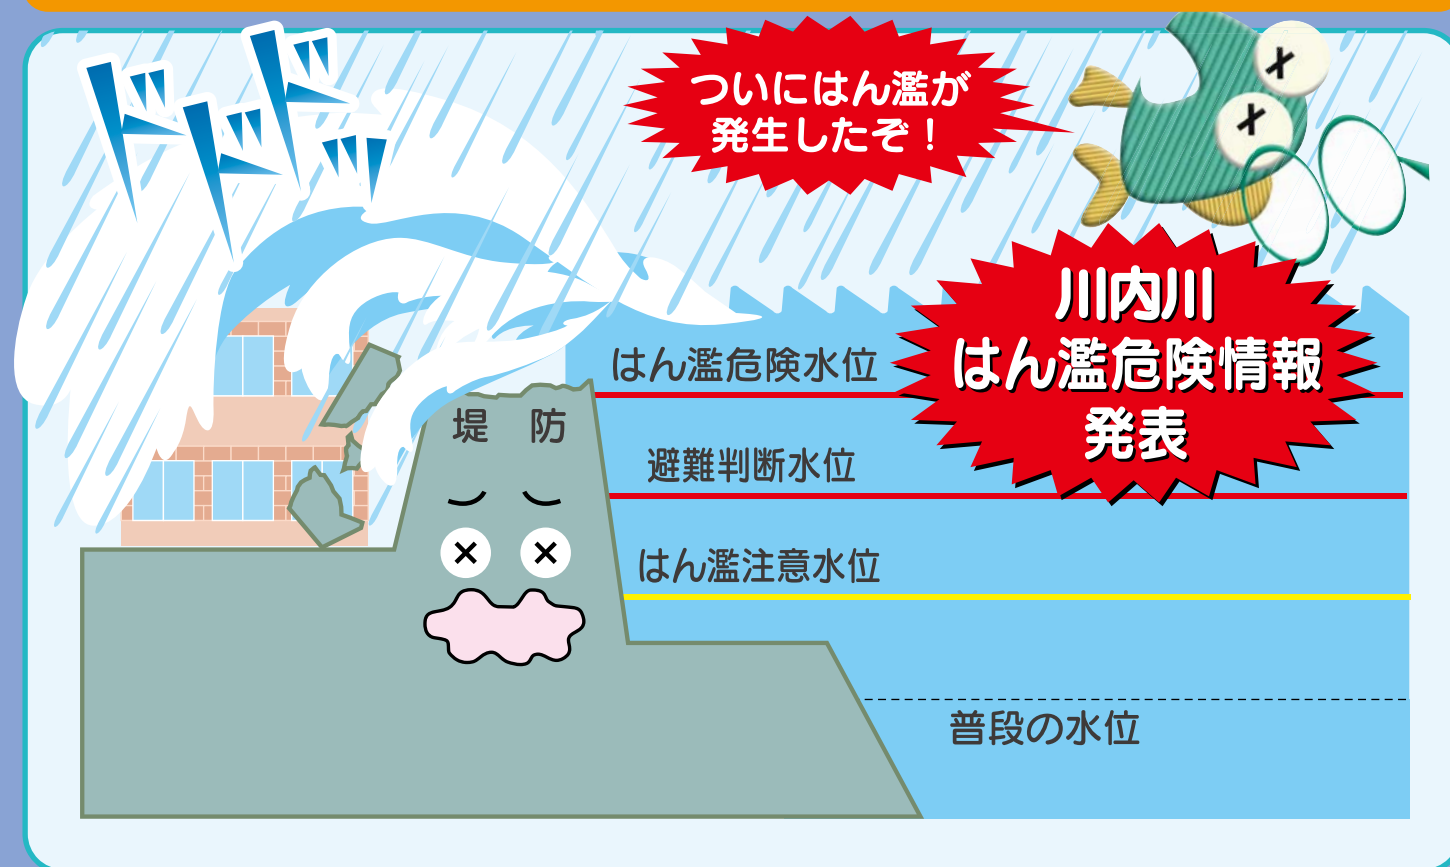 ドドドドッ
ついにはん濫が
発生したぞ！
川内川
はん濫危険情報
発表
はん濫危険水位
堤 防
避難判断水位
はん濫注意水位
普段の水位